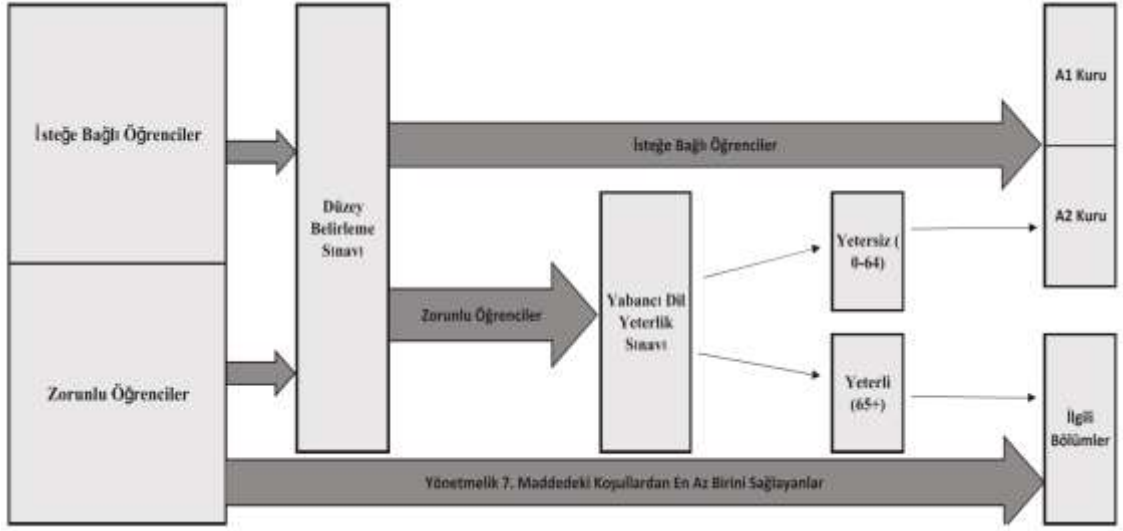 İsteğe Bağlı Öğrenciler
Zorunlu Öğrenciler
Düzey
Belirleme
Sınavı
İsteğe Bağlı Öğrenciler
Zorunlu Öğrenciler
Yabancı Dil
Yeterlik
Sınavı
Yetersiz (
0-64)
Yeterli
(65+)
A1 Kuru
A2 Kuru
İlgili
Bölümler
Yönetmelik 7. Maddedeki Koşullardan En Az Birini Sağlayanlar